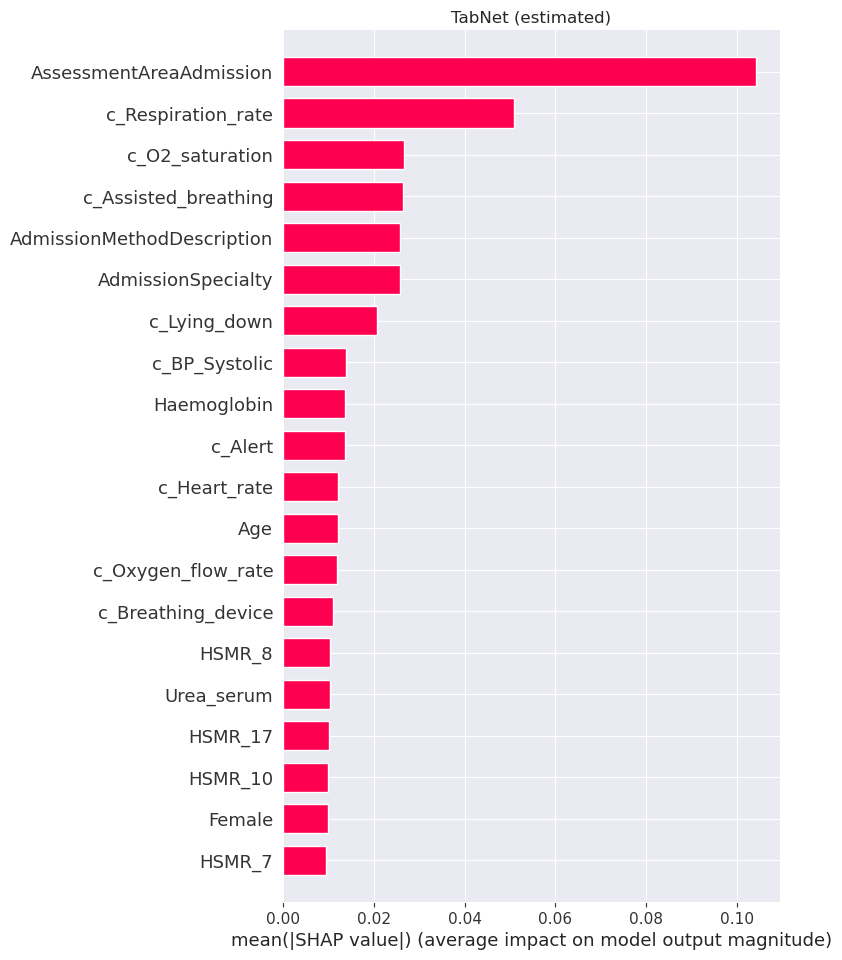 TabNet (estimated)
AssessmentAreaAdmission
c_Respiration_rate
c_O2_saturation
c_Assisted_breathing
AdmissionMethodDescription
AdmissionSpecialty
c_Lying_down
c_BP_Systolic
Haemoglobin
c_Alert
c_Heart_rate
Age
c_Oxygen_flow_rate
c_Breathing_device
HSMR_8
Urea_serum
HSMR_17
HSMR_10
Female
HSMR_7
0.00 0.02 0.04 0.06 0.08 0.10
mean(|SHAP value|) (average impact on model output magnitude)